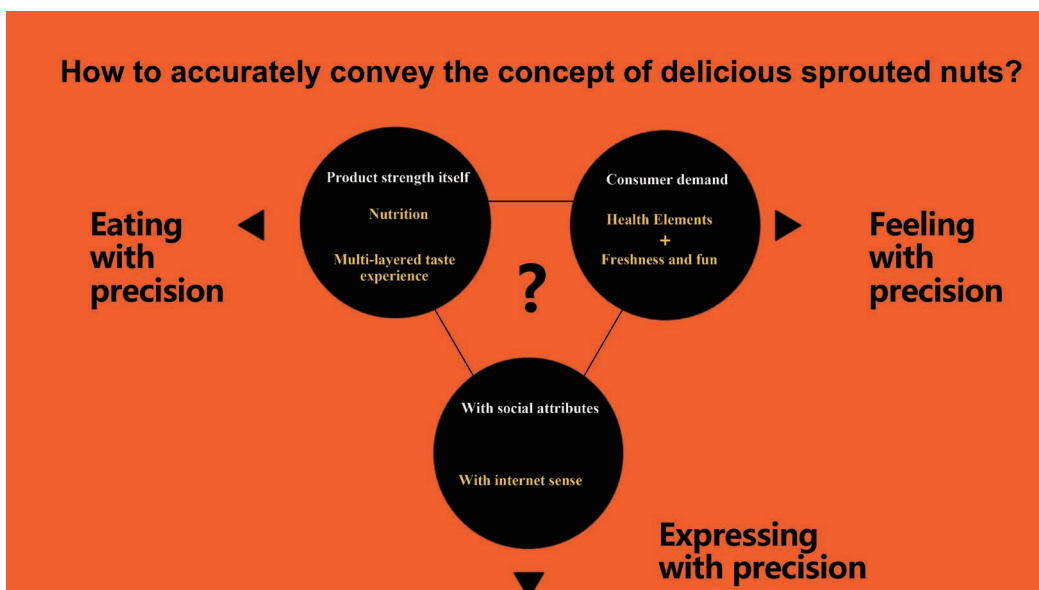 How to accurately convey the concept of delicious sprouted nuts?
Product strength itself
Nutrition
Multi-layered taste
experience
Consumer demand
Health Elements
+
Freshness and fun
Eating
with
precision
?
Feeling
with
precision
With social attributes
With internet sense
Expressing
with precision